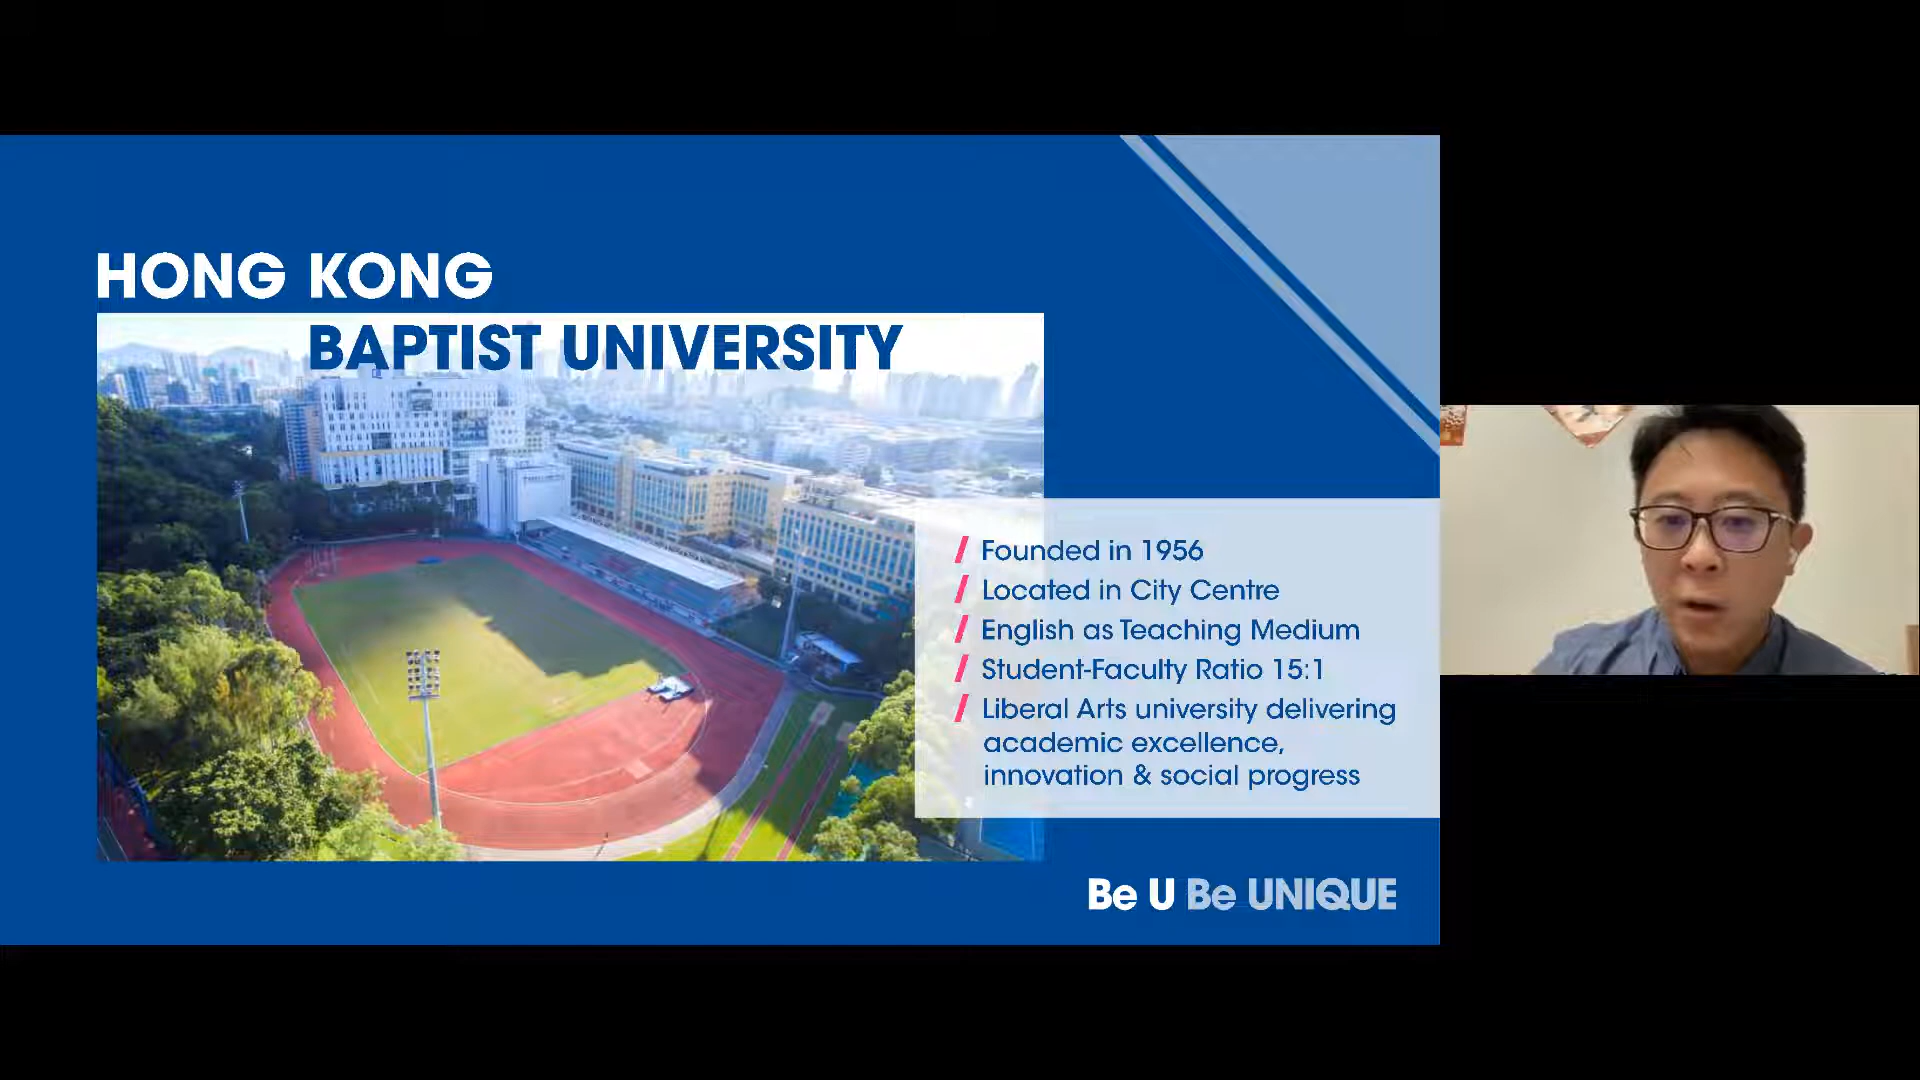 HONG KONG
BAPTIST UNIVERSITY
/ Founded in 1956
/ Located in City Centre
/ English as Teaching Medium
/ Student-Faculty Ratio 15:1
/ Liberal Arts university delivering
academic excellence,
innovation & social progress
Be U Be UNIQUE